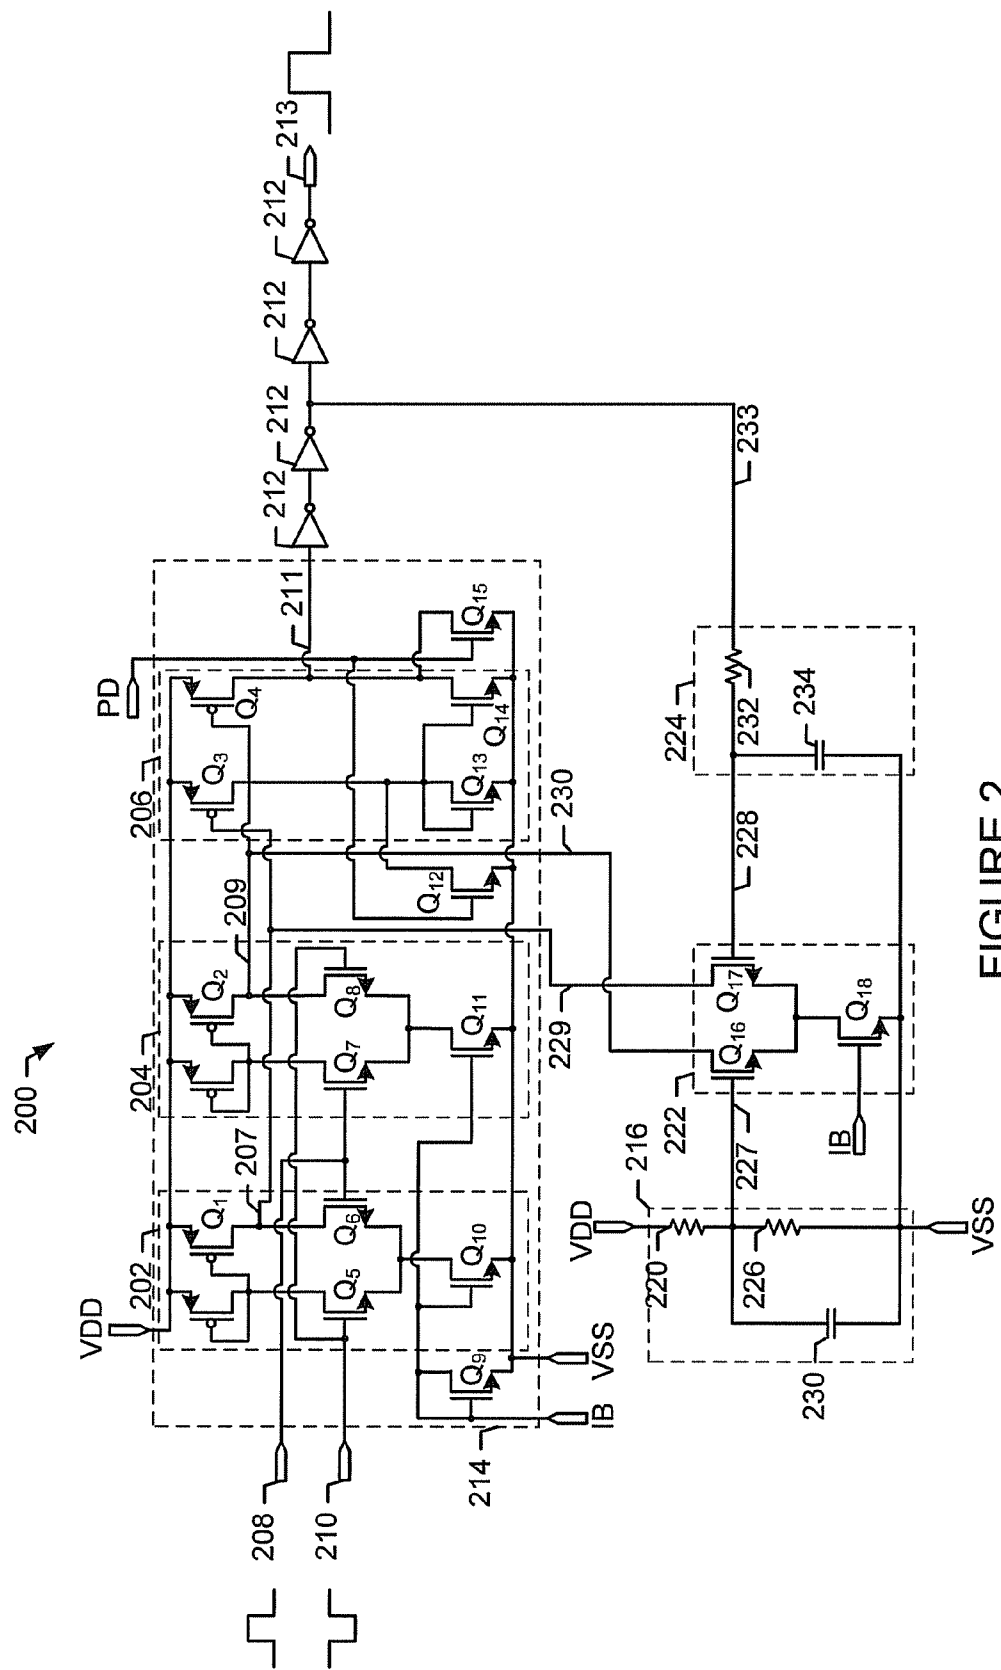 200
VDD
202
204
206
PD
Q1
Q2
Q3
Q4
207
209
211
212
212
212
212
213
208
210
Q5
Q6
Q7
Q8
Q9
Q10
Q11
Q12
Q13
Q14
Q15
214
IB
VSS
229
230
233
216
VDD
220
226
230
VSS
222
227
IB
Q16
Q17
Q18
228
224
232
234
FIGURE 2